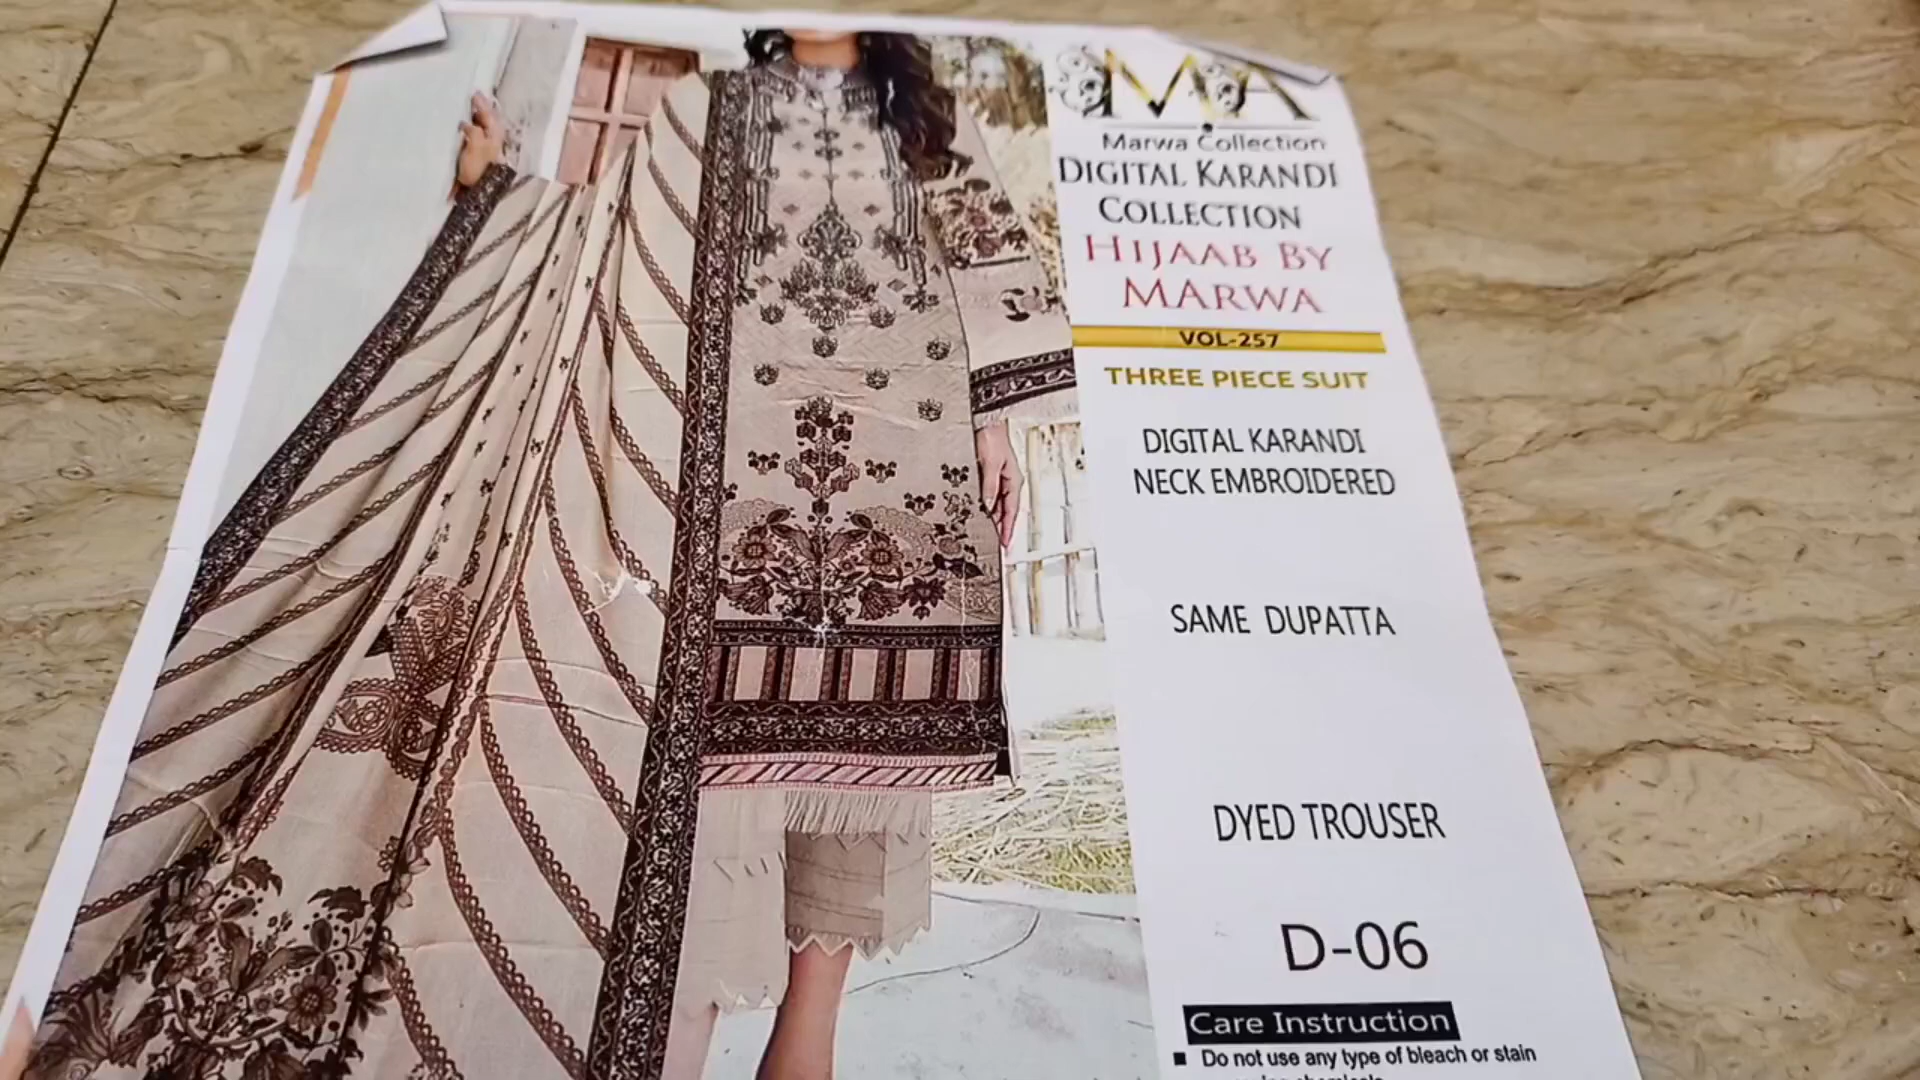 MA
Marwa Collection
DIGITAL KARANDI
COLLECTION
HIJAAB BY
MARWA
VOL-257
THREE PIECE SUIT
DIGITAL KARANDI
NECK EMBROIDERED
SAME DUPATTA
DYED TROUSER
D-06
Care Instruction
■ Do not use any type of bleach or stain